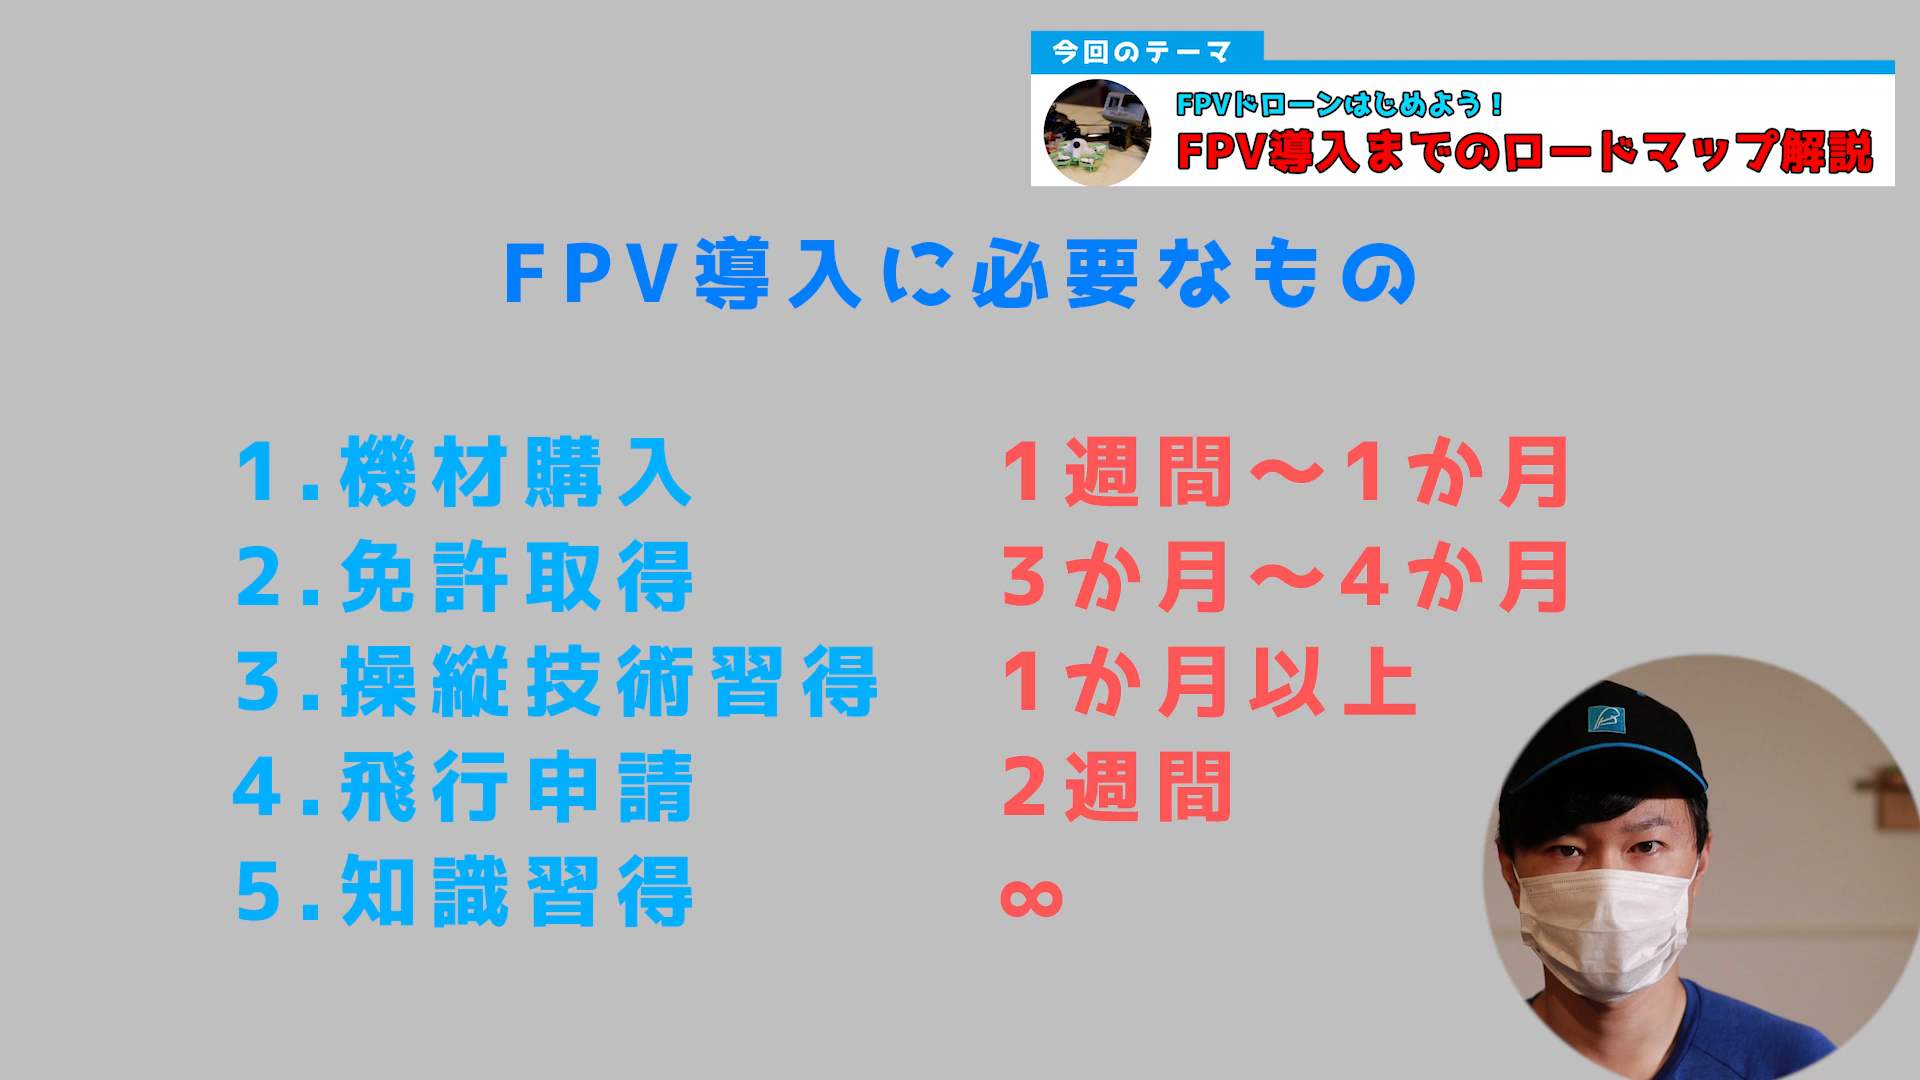 今回のテーマ
FPVドローンはじめよう！
FPV導入までのロードマップ解説
FPV導入に必要なもの
1.機材購入 1週間～1か月
2.免許取得 3か月～4か月
3.操縦技術習得 1か月以上
4.飛行申請 2週間
5.知識習得 ∞